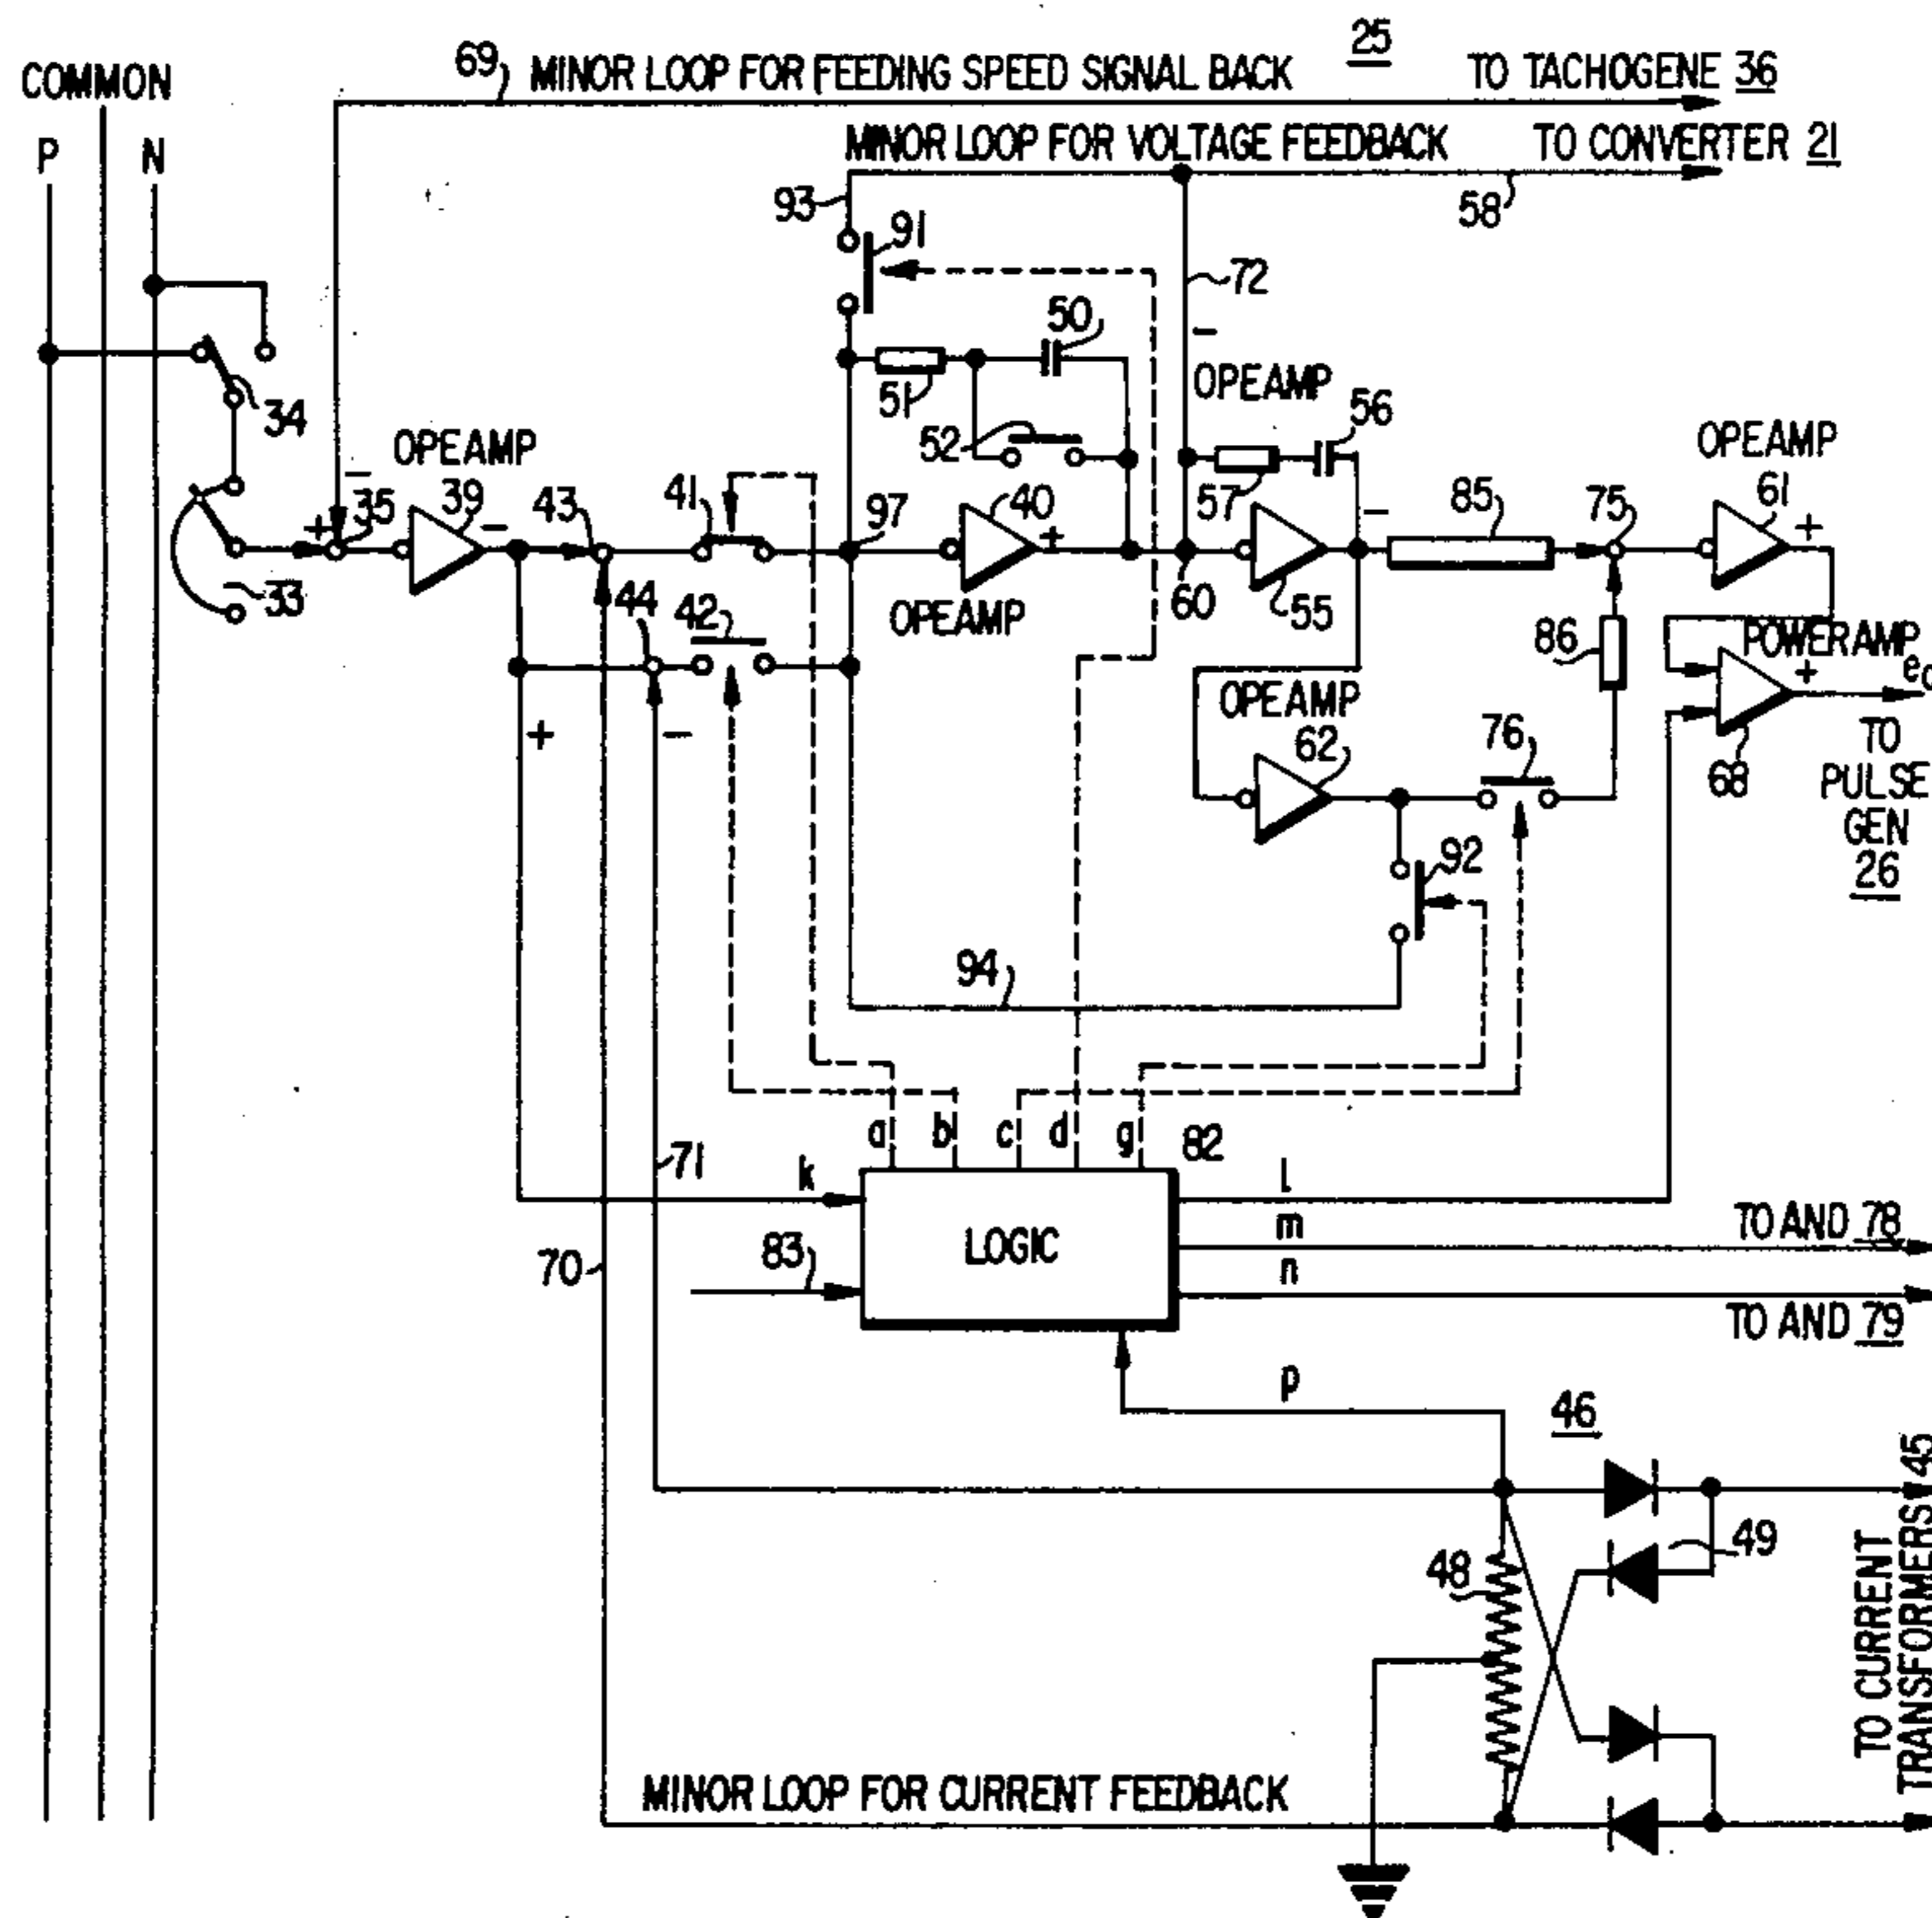 25
COMMON
P
N
69
MINOR LOOP FOR FEEDING SPEED SIGNAL BACK
TO TACHOGENE 36
MINOR LOOP FOR VOLTAGE FEEDBACK
TO CONVERTER 21
93
91
58
72
50
-
51
OPEAMP
56
34
OPEAMP
52
57
OPEAMP
-
35
39
43
41
97
40
85
75
61
+
-
+
-
+
33
44
42
OPEAMP
60
55
86
POWER AMP
+
-
OPEAMP
62
76
+
68
TO
PULSE
GEN
26
92
94
a
b
c
d
g
82
71
k
l
m
n
TO AND 78
LOGIC
83
70
TO AND 79
p
46
49
48
TO CURRENT
TRANSFORMERS 45
MINOR LOOP FOR CURRENT FEEDBACK